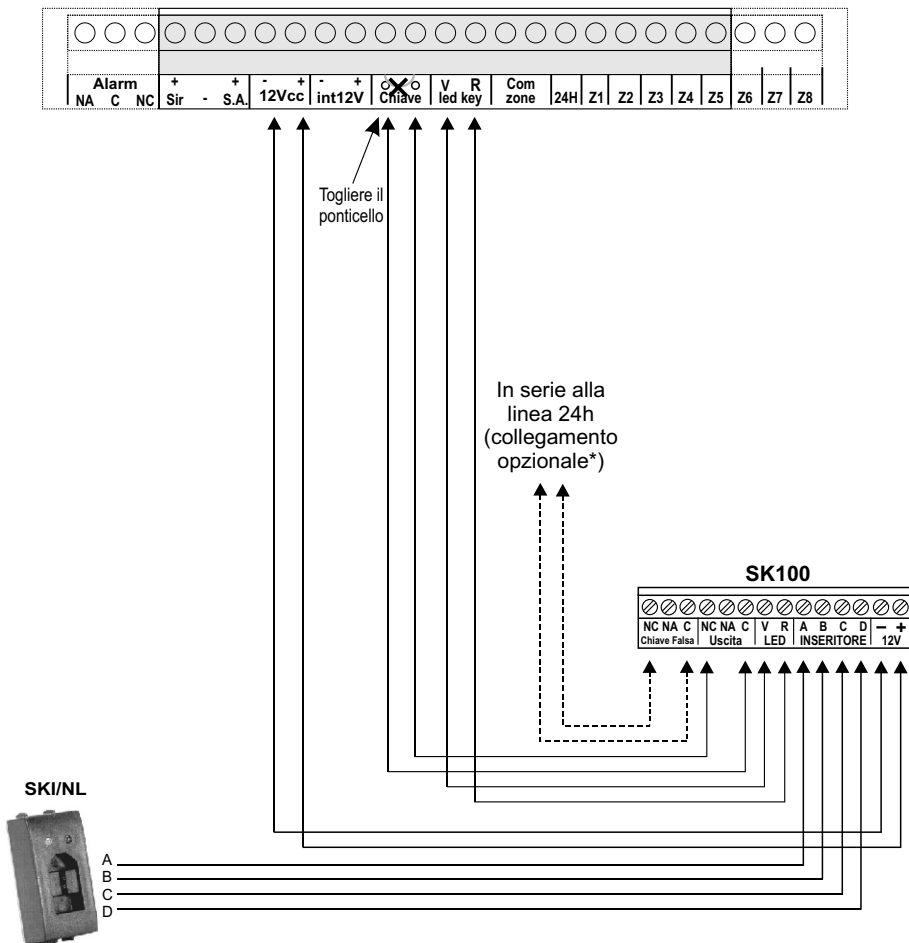 Alarm
NA C NC
+ +
Sir - S.A.
- +
12Vcc
- +
int12V
Chiave
V R
led key
Com
zone
24H Z1 Z2 Z3 Z4 Z5 Z6 Z7 Z8
Togliere il
ponticello
In serie alla
linea 24h
(collegamento
opzionale*)
SK100
NC NA C NC NA C V R A B C D - +
Chiave Falsa Uscita LED INSERITORE 12V
SKI/NL
A
B
C
D